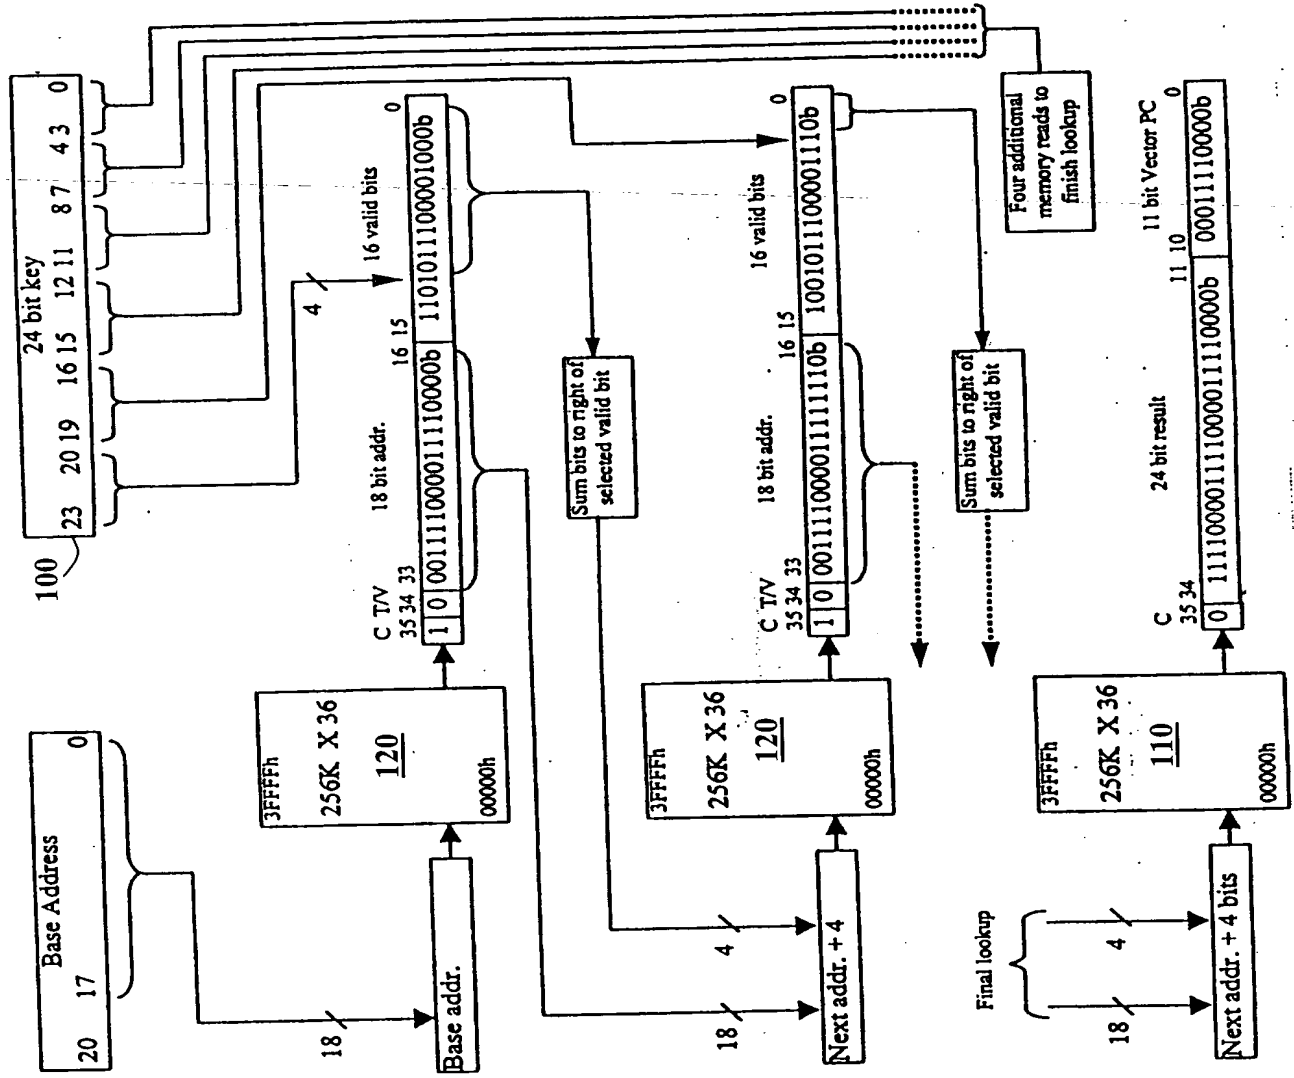 24 bit key
23 20 19 16 15 12 11 8 7 4 3 0
100
Base Address
20 17 0
18
Base addr.
3FFFFh
256K X 36
120
00000h
C T/V
35 34 33 16 15 0
18 bit addr.
16 valid bits
4
1 0 001111000011110000b 1101011100001000b
Sum bits to right of
selected valid bit
18
4
Next addr. + 4
3FFFFh
256K X 36
120
00000h
C T/V
35 34 33 16 15 0
18 bit addr.
16 valid bits
1 0 001111000011111110b 1001011100001110b
Sum bits to right of
selected valid bit
Four additional
memory reads to
finish lookup
Final lookup
18
4
Next addr. + 4 bits
3FFFFh
256K X 36
110
00000h
C
35 34 11 10 0
24 bit result
11 bit Vector PC
0 111100001111000011110000b 00011110000b